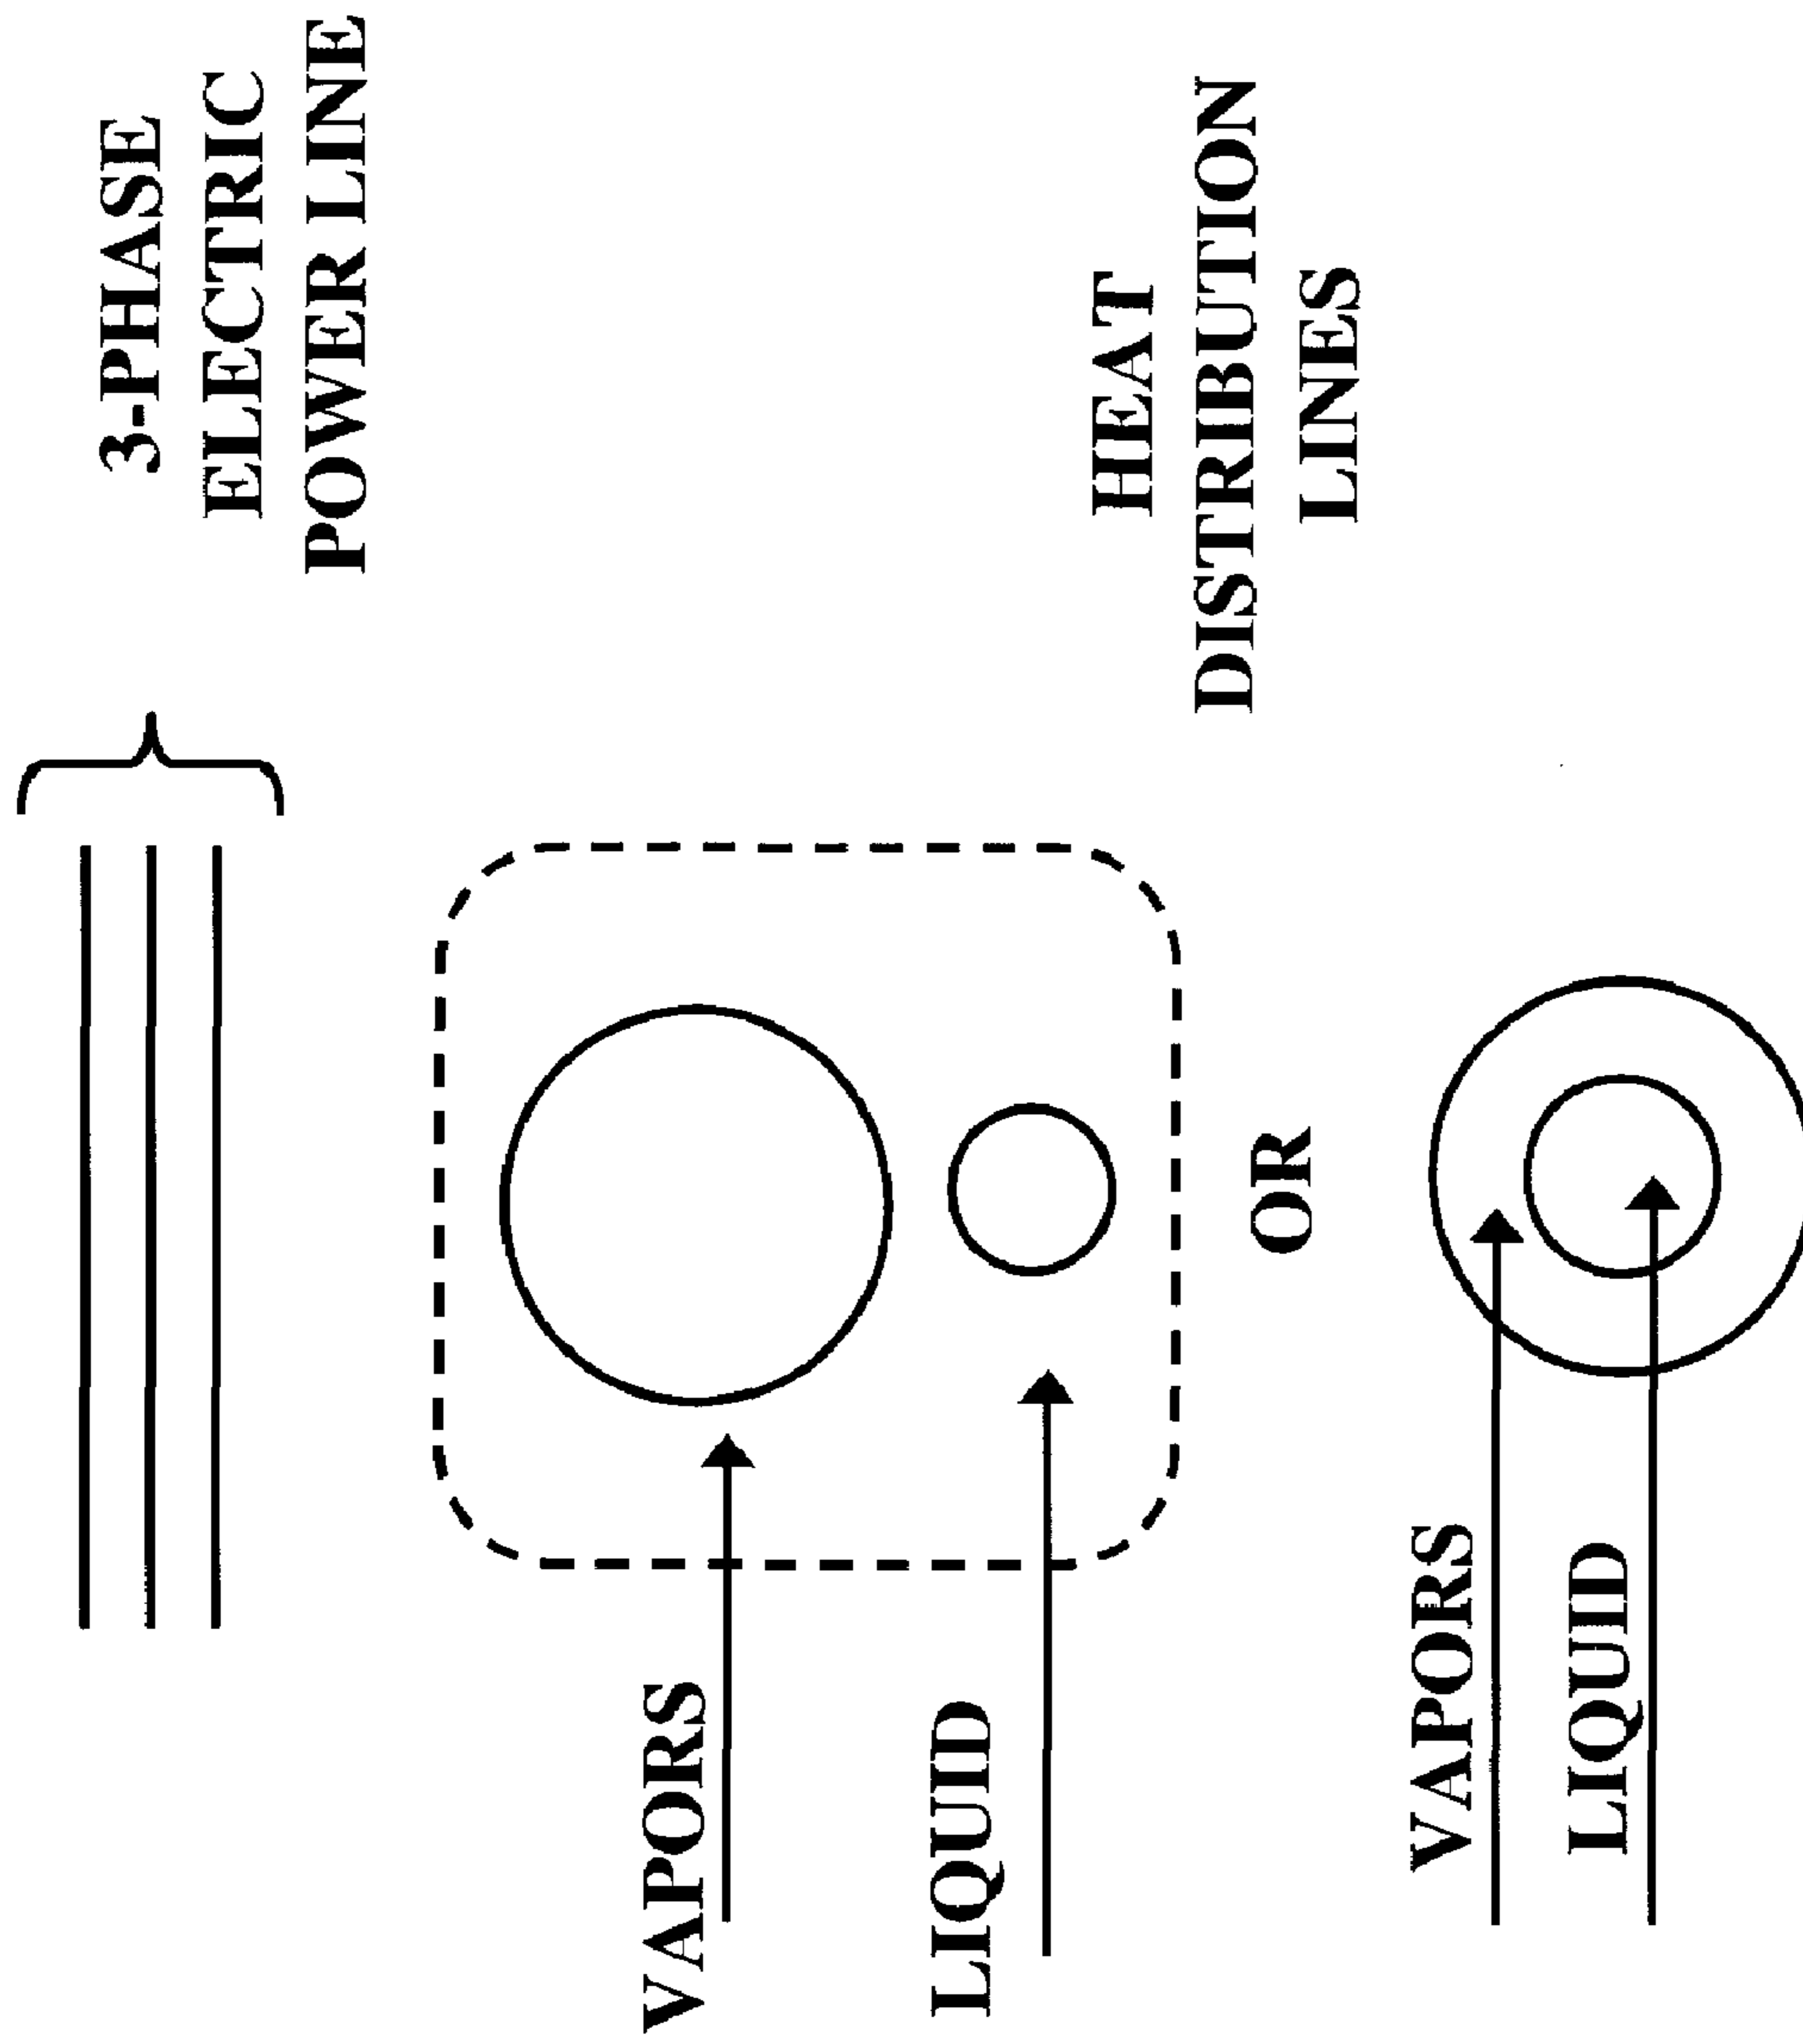 3-PHASE
ELECTRIC
POWER LINE
VAPORS
LIQUID
HEAT
DISTRIBUTION
LINES
OR
VAPORS
LIQUID